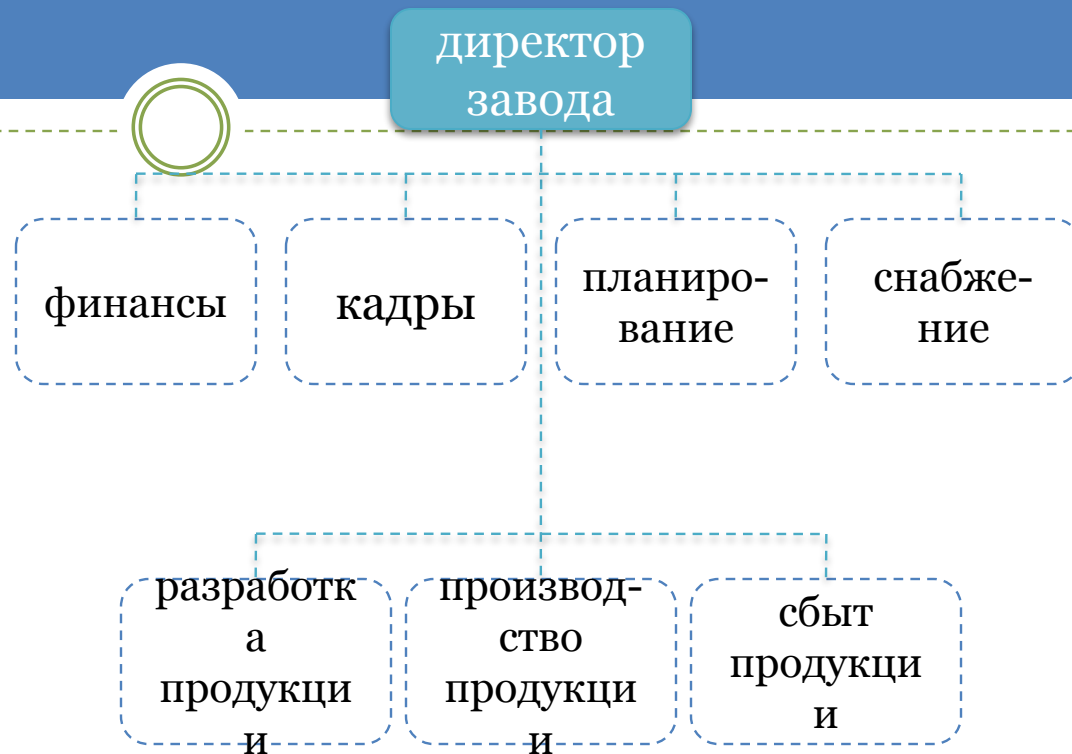 директор
завода
финансы
кадры
планиро-
вание
снабже-
ние
разработк
а
продукци
и
производ-
ство
продукци
и
сбыт
продукци
и